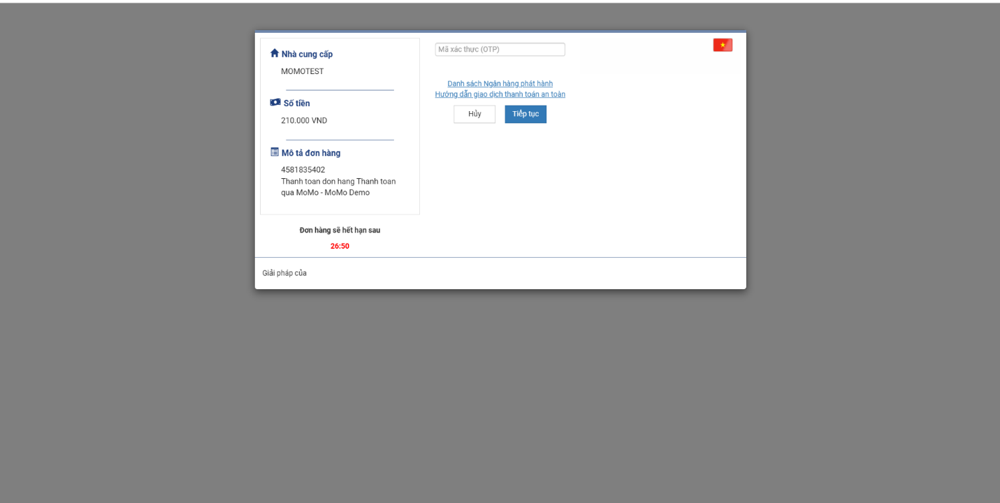 Nhà cung cấp
MOMOTEST
Số tiền
210.000 VND
Mô tả đơn hàng
4581835402
Thanh toan don hang Thanh toan
qua MoMo - MoMo Demo
Đơn hàng sẽ hết hạn sau
26:50
Mã xác thực (OTP)
Danh sách Ngân hàng phát hành
Hướng dẫn giao dịch thanh toán an toàn
Hủy
Tiếp tục
Giải pháp của